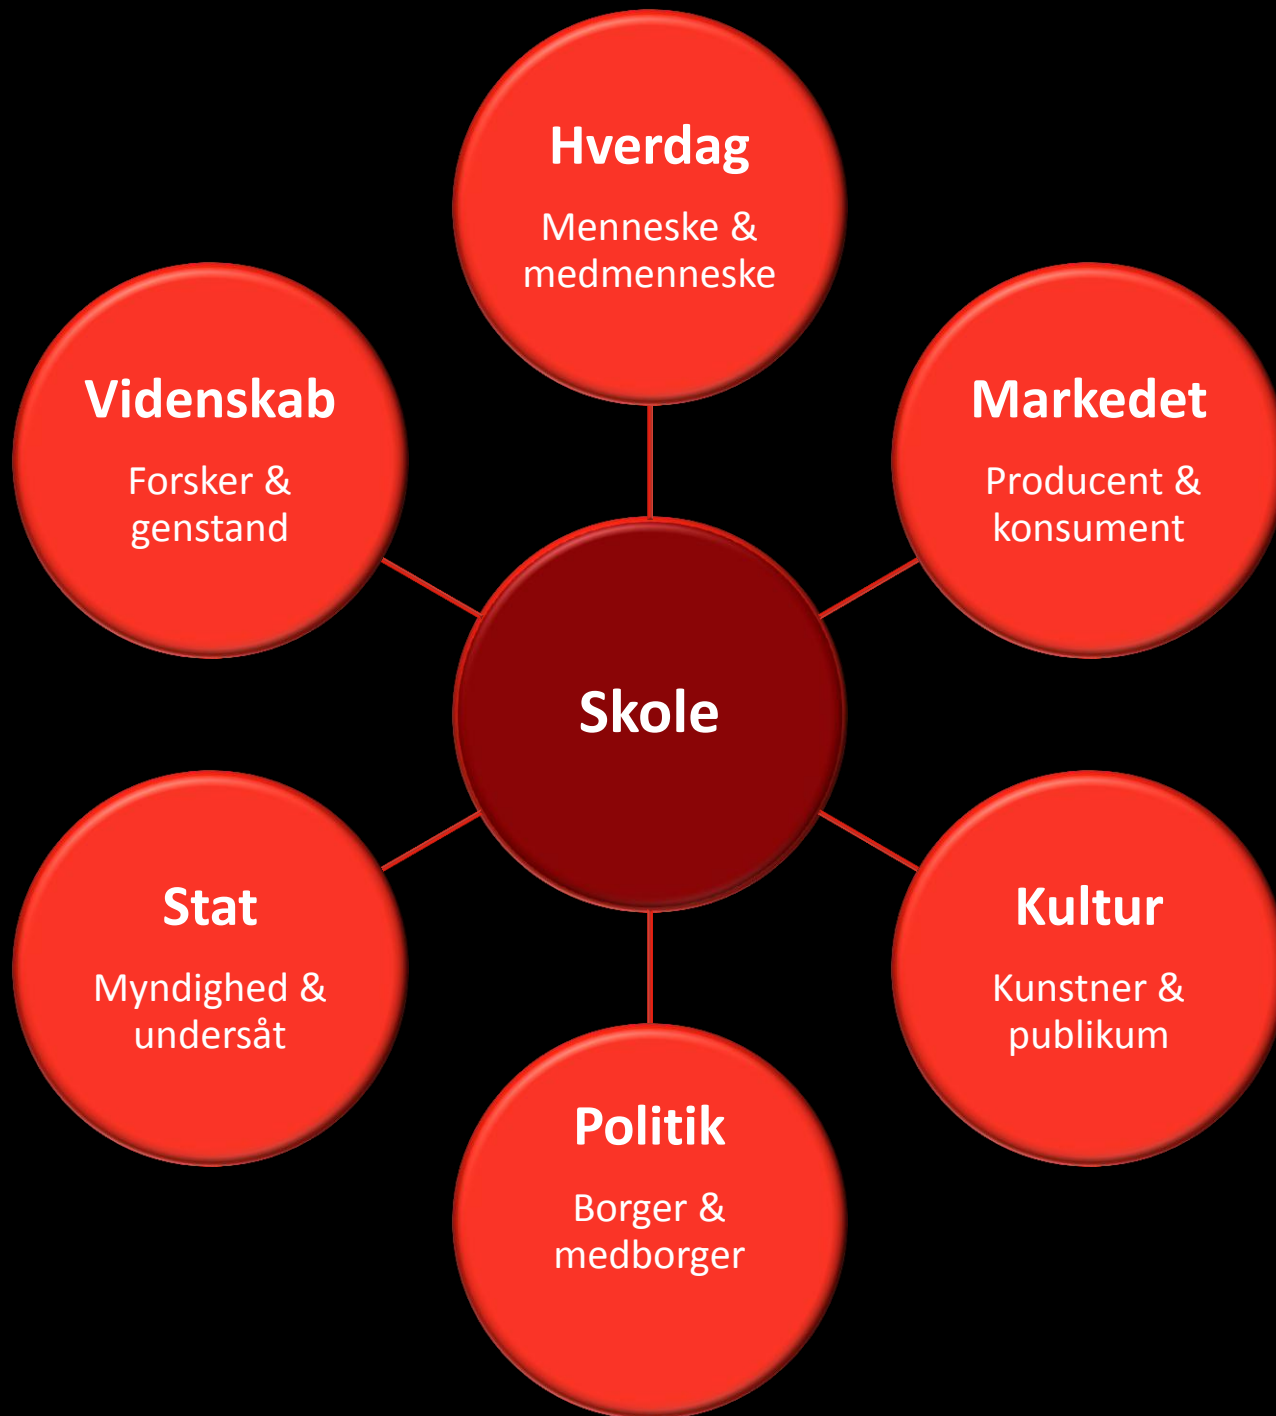 Hverdag
Menneske &
medmenneske
Markedet
Producent &
konsument
Kultur
Kunstner &
publikum
Politik
Borger &
medborger
Stat
Myndighed &
undersåt
Videnskab
Forsker &
genstand
Skole